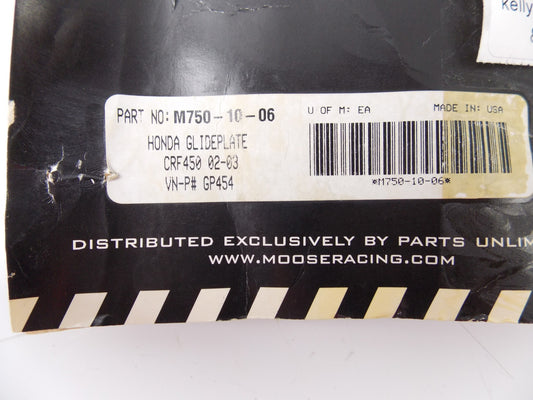 Kelly
PART NO: M750-10-06
U OF M: EA
MADE IN: USA
HONDA GLIDEPLATE
CRF450 02-03
VN-P# GP454
*M750-10-06*
DISTRIBUTED EXCLUSIVELY BY PARTS UNLIM
WWW.MOOSERACING.COM